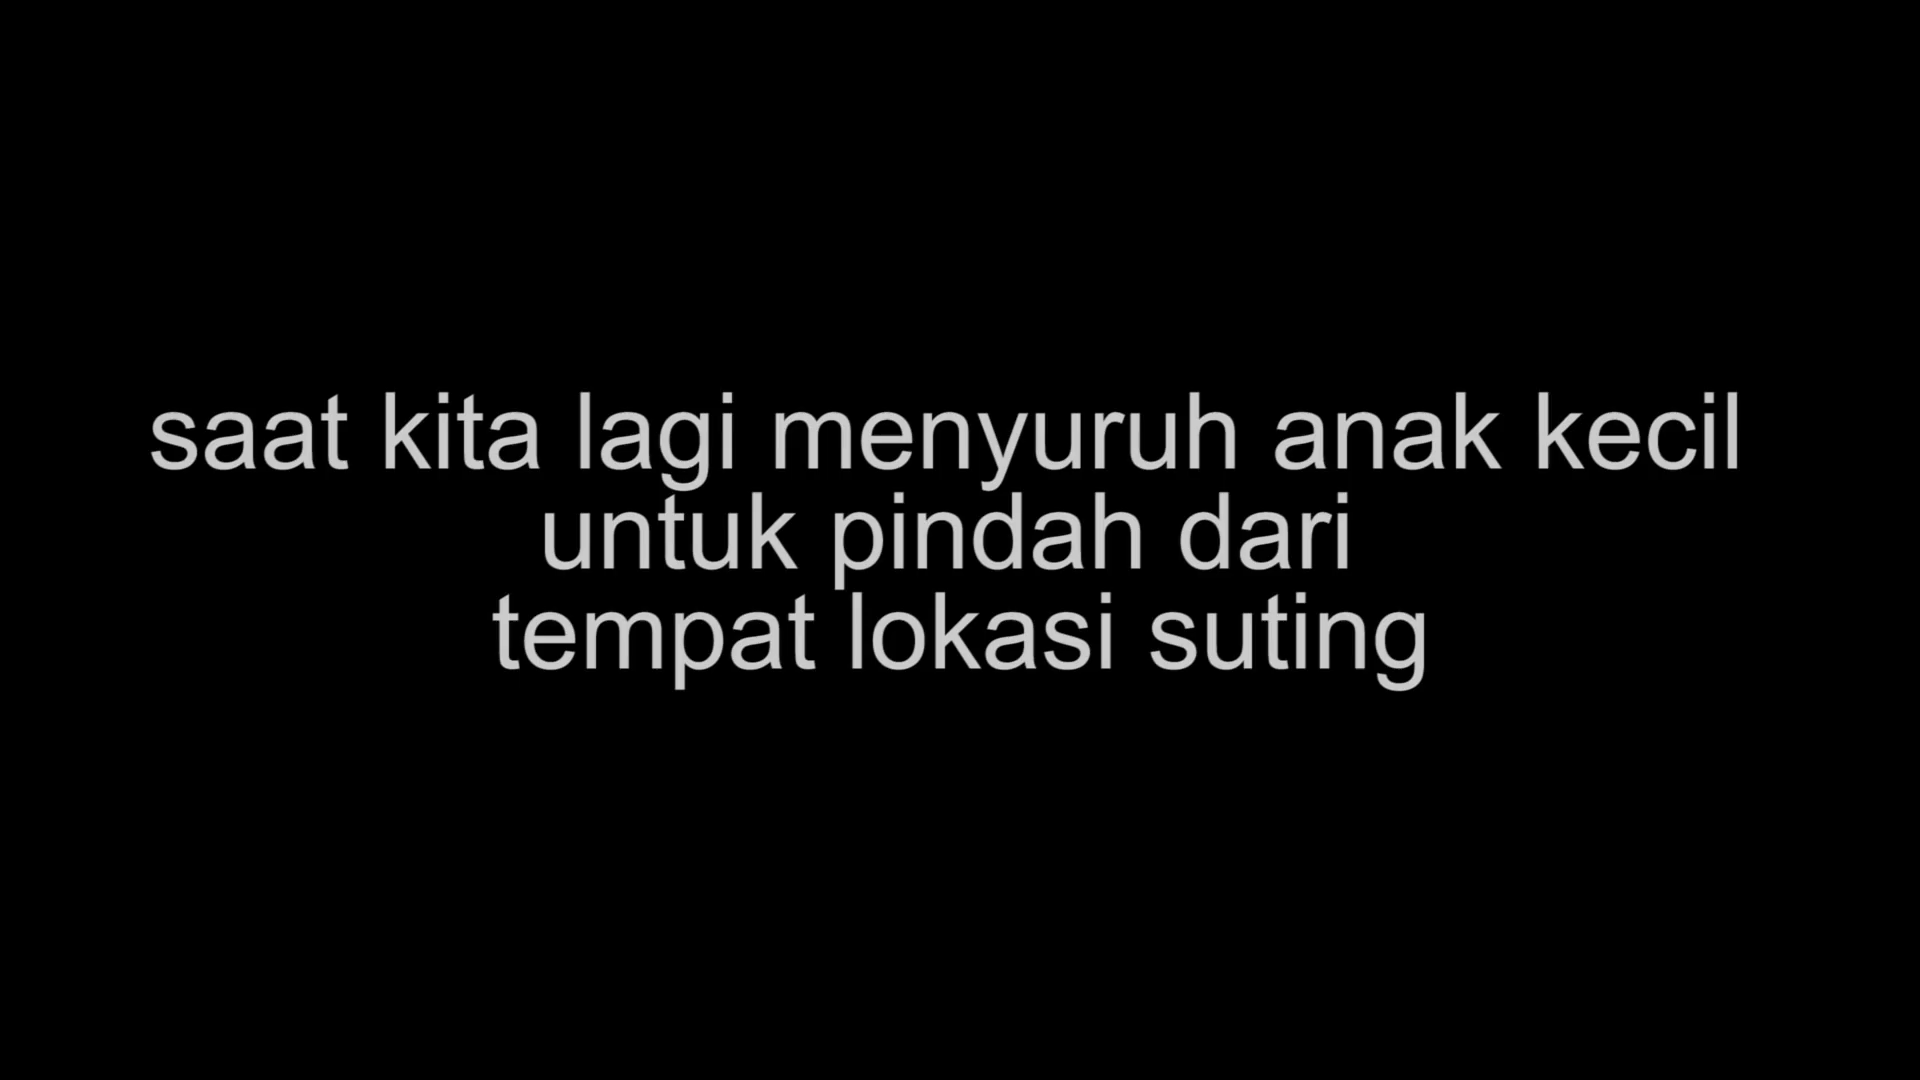 saat kita lagi menyuruh anak kecil
untuk pindah dari
tempat lokasi suting